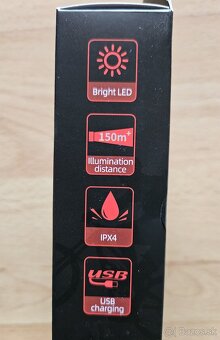 Bright LED
150m+
Illumination
distance
IPX4
USB
USB
charging